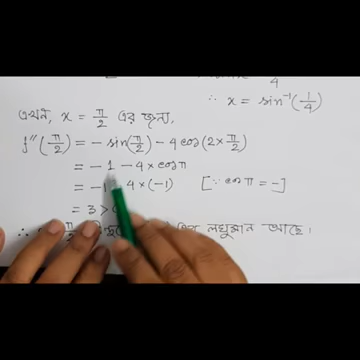 4
∴ x = sin⁻¹(1/4)
এখন, x = π/2 এর জন্য,
f''(π/2) = - sin(π/2) - 4 cos(2 × π/2)
= - 1 - 4 × cos π
= - 1 4 × (-1) [∵ cos π = -]
= 3 >
∴ লঘুমান আছে।